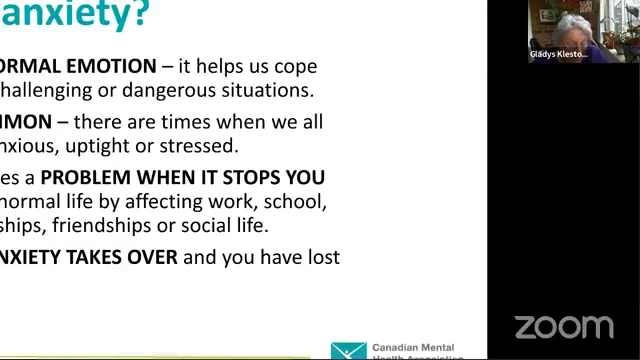 anxiety?
ORMAL EMOTION – it helps us cope
hallenging or dangerous situations.
MMON – there are times when we all
nxious, uptight or stressed.
es a PROBLEM WHEN IT STOPS YOU
normal life by affecting work, school,
ships, friendships or social life.
NXIETY TAKES OVER and you have lost
Canadian Mental
Health Association
Gladys Klesto...
zoom